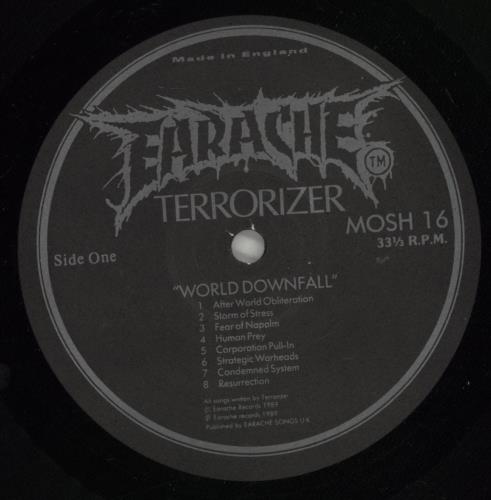 Made in England
EARACHE TM
TERRORIZER
MOSH 16
33⅓ R.P.M.
Side One
"WORLD DOWNFALL"
1 After World Obliteration
2 Storm of Stress
3 Fear of Napalm
4 Human Prey
5 Corporation Pull-In
6 Strategic Warheads
7 Condemned System
8 Resurrection
All songs written by Terrorizer
© Earache Records 1989
℗ Earache records 1989
Published by EARACHE SONGS U.K.